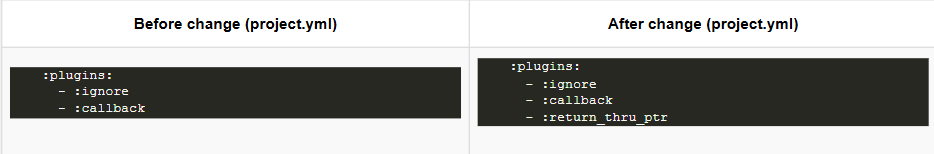 Before change (project.yml)
After change (project.yml)
:plugins:
- :ignore
- :callback
:plugins:
- :ignore
- :callback
- :return_thru_ptr